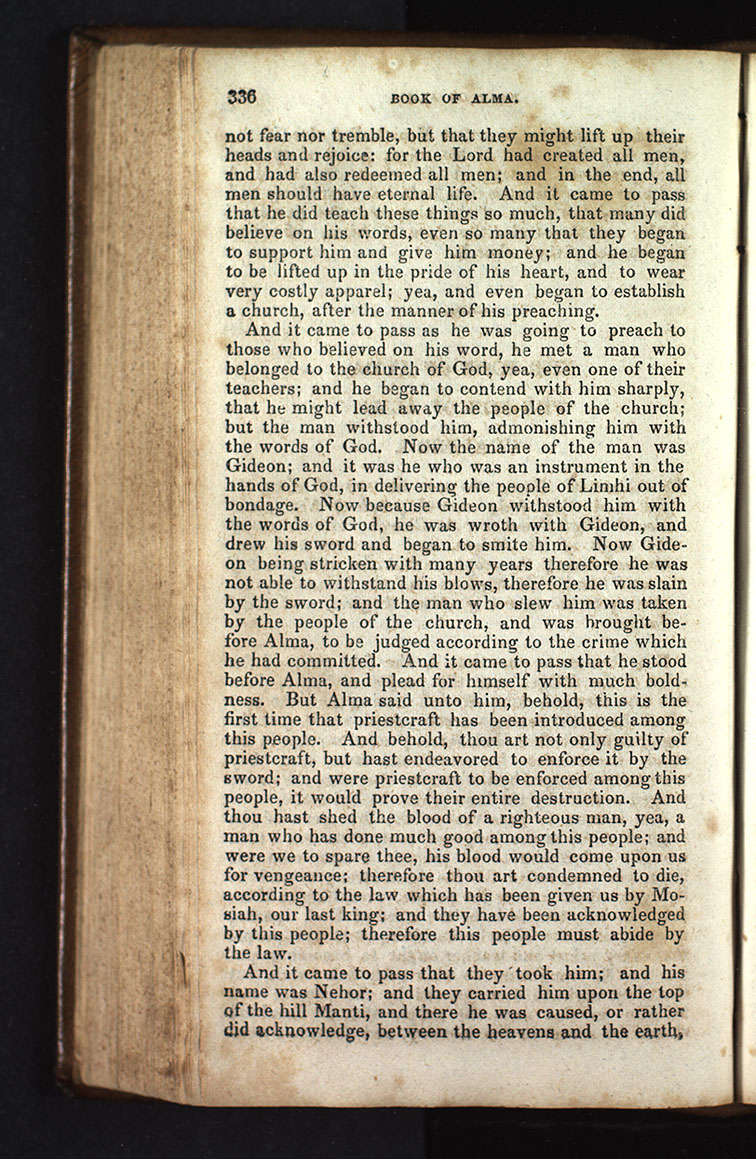 336 BOOK OF ALMA.
not fear nor tremble, but that they might lift up their
heads and rejoice: for the Lord had created all men,
and had also redeemed all men; and in the end, all
men should have eternal life. And it came to pass
that he did teach these things so much, that many did
believe on his words, even so many that they began
to support him and give him money; and he began
to be lifted up in the pride of his heart, and to wear
very costly apparel; yea, and even began to establish
a church, after the manner of his preaching.
And it came to pass as he was going to preach to
those who believed on his word, he met a man who
belonged to the church of God, yea, even one of their
teachers; and he began to contend with him sharply,
that he might lead away the people of the church;
but the man withstood him, admonishing him with
the words of God. Now the name of the man was
Gideon; and it was he who was an instrument in the
hands of God, in delivering the people of Limhi out of
bondage. Now because Gideon withstood him with
the words of God, he was wroth with Gideon, and
drew his sword and began to smite him. Now Gide-
on being stricken with many years therefore he was
not able to withstand his blows, therefore he was slain
by the sword; and the man who slew him was taken
by the people of the church, and was brought be-
fore Alma, to be judged according to the crime which
he had committed. And it came to pass that he stood
before Alma, and plead for himself with much bold-
ness. But Alma said unto him, behold, this is the
first time that priestcraft has been introduced among
this people. And behold, thou art not only guilty of
priestcraft, but hast endeavored to enforce it by the
sword; and were priestcraft to be enforced among this
people, it would prove their entire destruction. And
thou hast shed the blood of a righteous man, yea, a
man who has done much good among this people; and
were we to spare thee, his blood would come upon us
for vengeance; therefore thou art condemned to die,
according to the law which has been given us by Mo-
siah, our last king; and they have been acknowledged
by this people; therefore this people must abide by
the law.
And it came to pass that they took him; and his
name was Nehor; and they carried him upon the top
of the hill Manti, and there he was caused, or rather
did acknowledge, between the heavens and the earth,